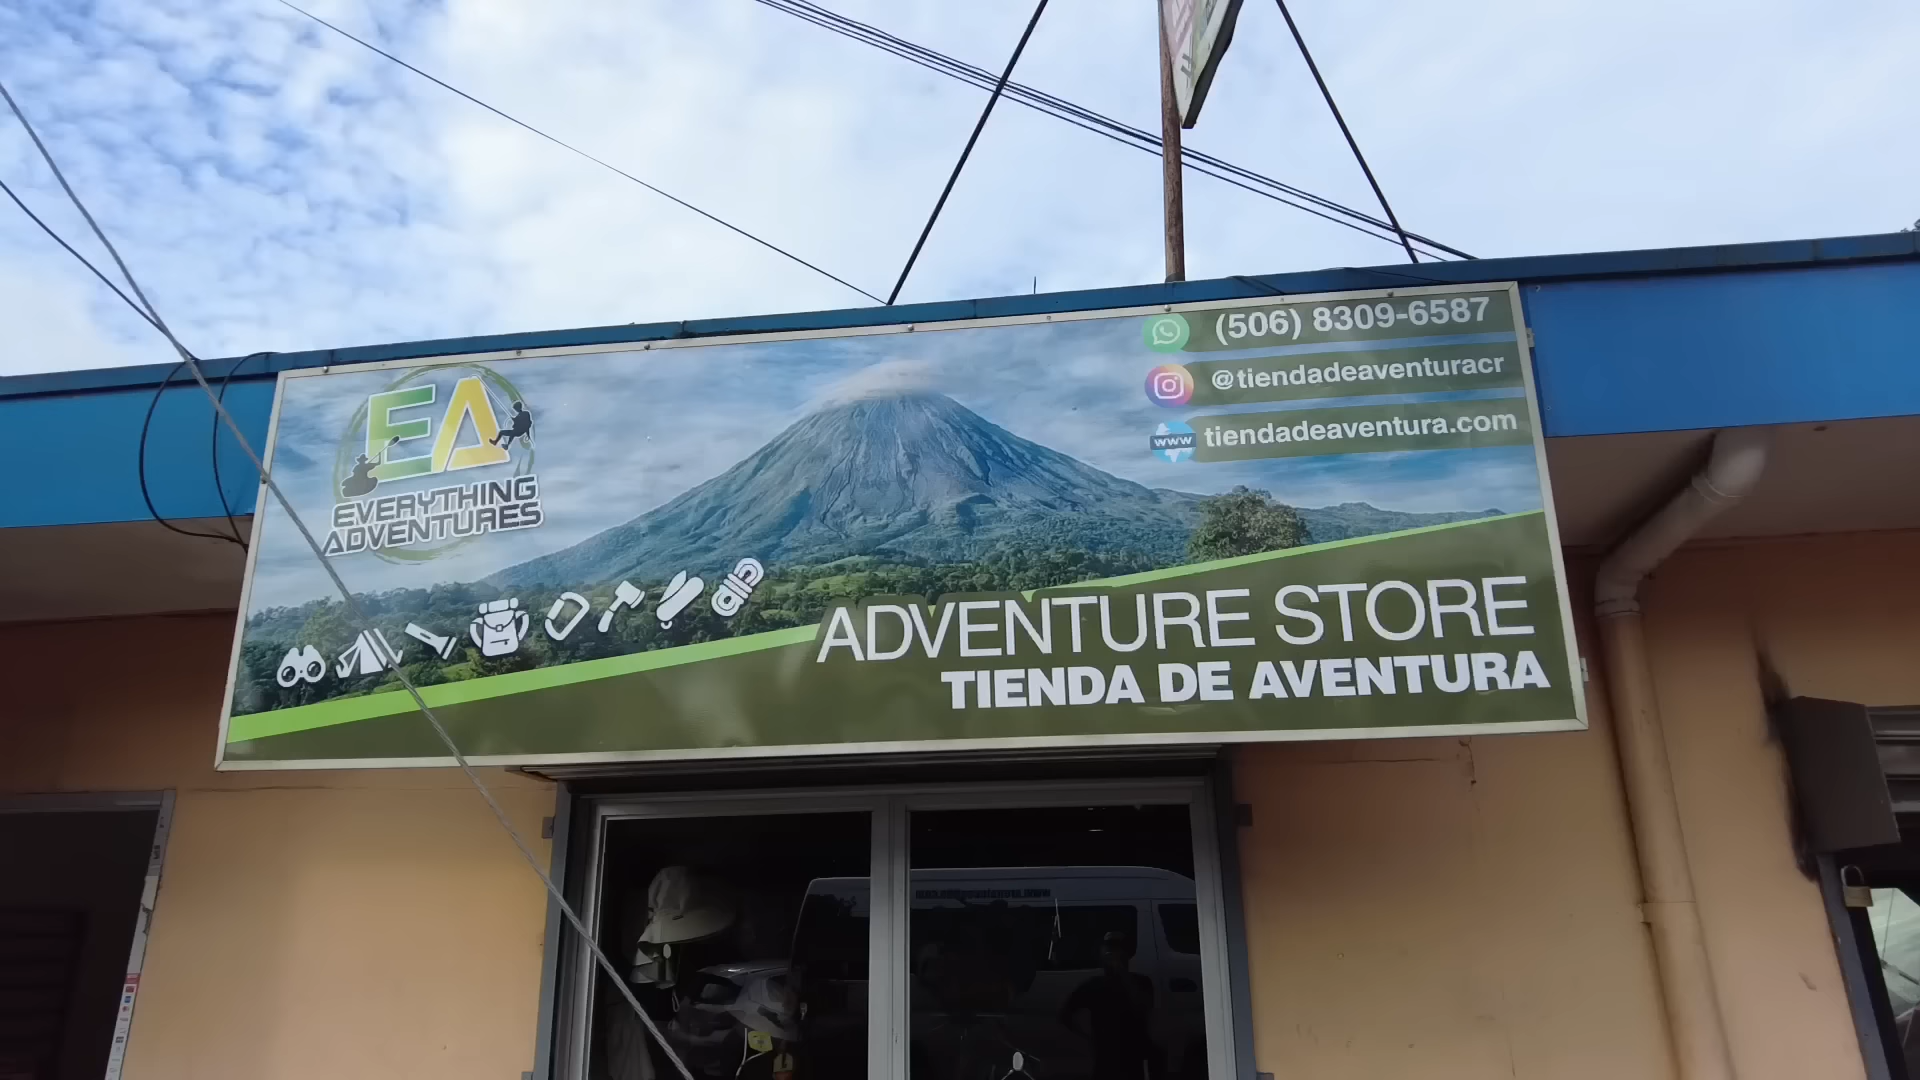 EA
EVERYTHING
ADVENTURES
(506) 8309-6587
@tiendadeaventuracr
www tiendadeaventura.com
ADVENTURE STORE
TIENDA DE AVENTURA